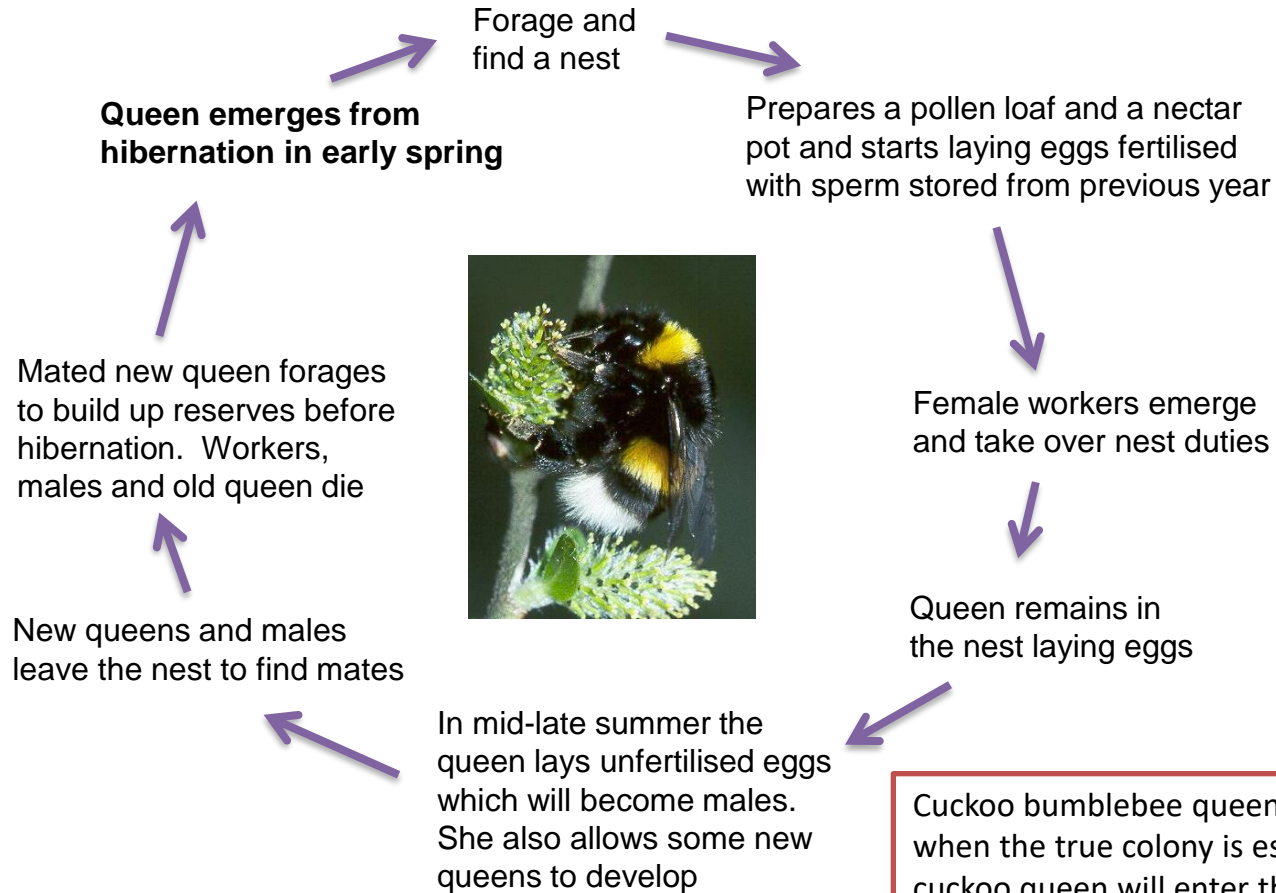 Forage and
find a nest
Prepares a pollen loaf and a nectar
pot and starts laying eggs fertilised
with sperm stored from previous year
Female workers emerge
and take over nest duties
Queen remains in
the nest laying eggs
In mid-late summer the
queen lays unfertilised eggs
which will become males.
She also allows some new
queens to develop
New queens and males
leave the nest to find mates
Mated new queen forages
to build up reserves before
hibernation.  Workers,
males and old queen die
Queen emerges from
hibernation in early spring
Cuckoo bumblebee queen
when the true colony is es
cuckoo queen will enter th